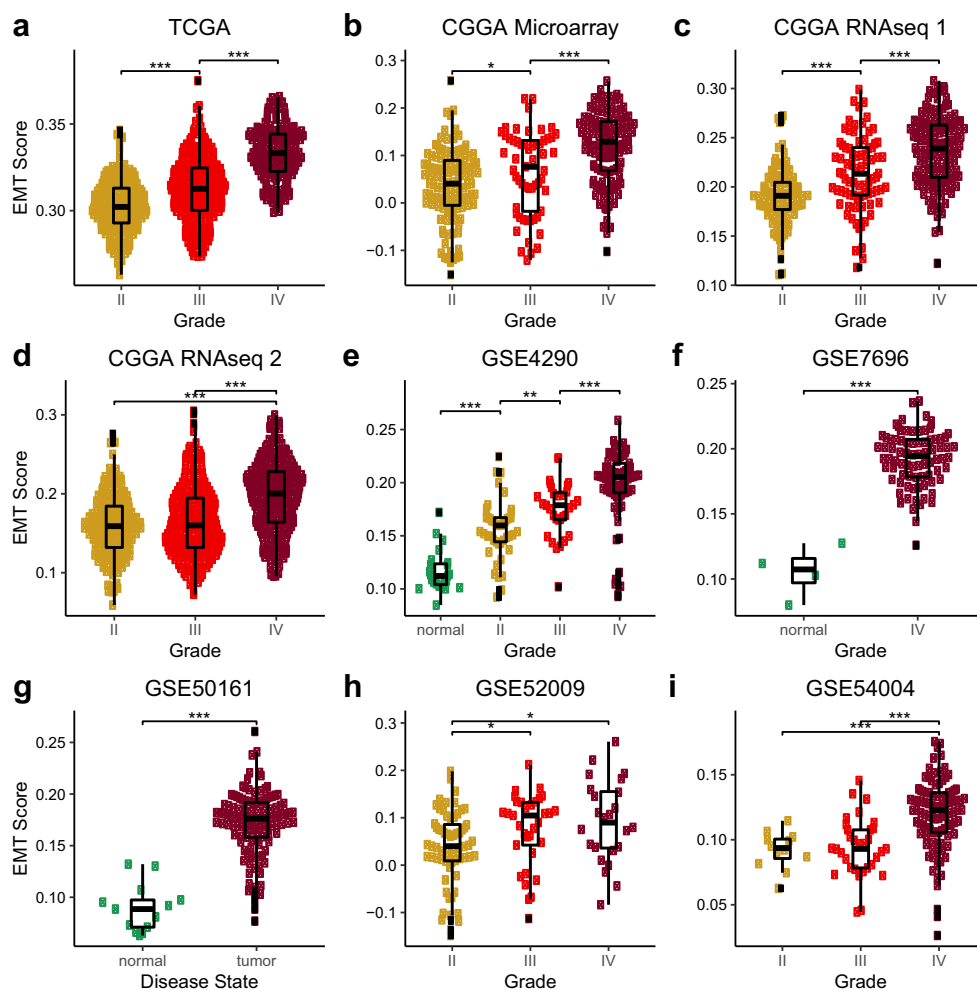 a TCGA
*** ***
EMT Score
0.35
0.30
II III IV
Grade
b CGGA Microarray
* ***
0.2
0.1
0.0
−0.1
II III IV
Grade
c CGGA RNAseq 1
*** ***
0.30
0.25
0.20
0.15
0.10
II III IV
Grade
d CGGA RNAseq 2
***
***
EMT Score
0.3
0.2
0.1
II III IV
Grade
e GSE4290
*** ** ***
0.25
0.20
0.15
0.10
normal II III IV
Grade
f GSE7696
***
0.25
0.20
0.15
0.10
normal IV
Grade
g GSE50161
***
EMT Score
0.25
0.20
0.15
0.10
normal tumor
Disease State
h GSE52009
*
*
0.3
0.2
0.1
0.0
−0.1
II III IV
Grade
i GSE54004
***
***
0.15
0.10
0.05
II III IV
Grade